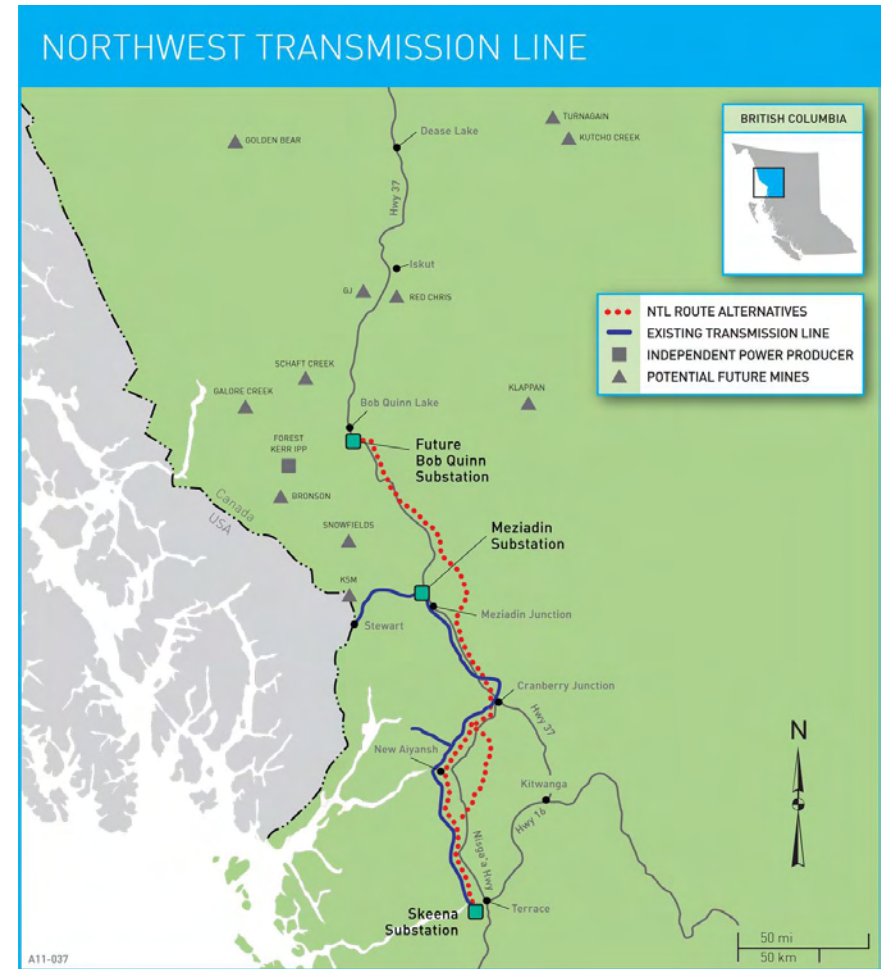 NORTHWEST TRANSMISSION LINE
TURNAGAIN
GOLDEN BEAR
KUTCHO CREEK
Dease Lake
BRITISH COLUMBIA
Hwy 37
Iskut
GJ
RED CHRIS
NTL ROUTE ALTERNATIVES
EXISTING TRANSMISSION LINE
INDEPENDENT POWER PRODUCER
POTENTIAL FUTURE MINES
SCHAFT CREEK
GALORE CREEK
KLAPPAN
Bob Quinn Lake
FOREST
KERR IPP
Future
Bob Quinn
Substation
BRONSON
Canada
USA
SNOWFIELDS
Meziadin
Substation
KSM
Meziadin Junction
Stewart
Cranberry Junction
Hwy 37
N
New Aiyansh
Kitwanga
Hwy 16
Nisga'a Hwy
Skeena
Substation
Terrace
50 mi
50 km
A11-037